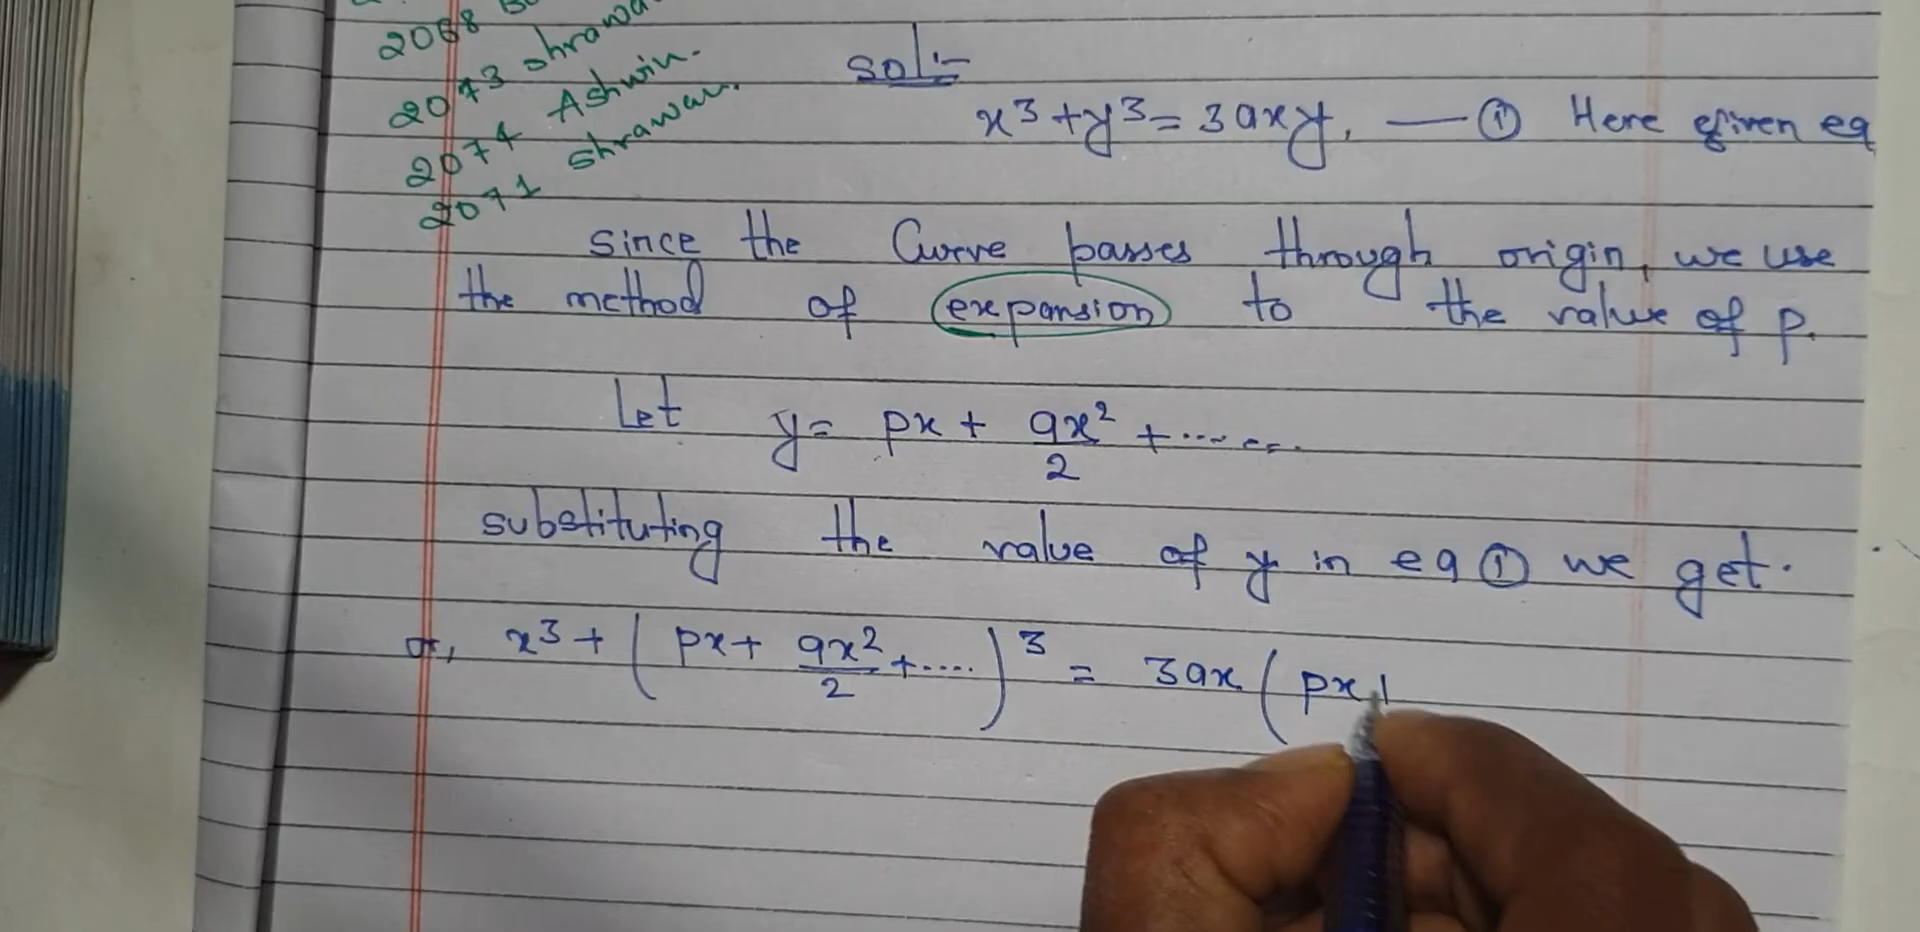 2068
2073 shrawa
2074 Ashwin.
2071 shrawan.
sol:-
x³+y³=3axy, — ① Here given eq
since the Curve passes through origin, we use
the method of expansion to the value of p.
Let y= px + qx²/2 + ......
substituting the value of y in eq ① we get.
or, x³ + ( px + qx²/2 + .... )³ = 3ax ( px